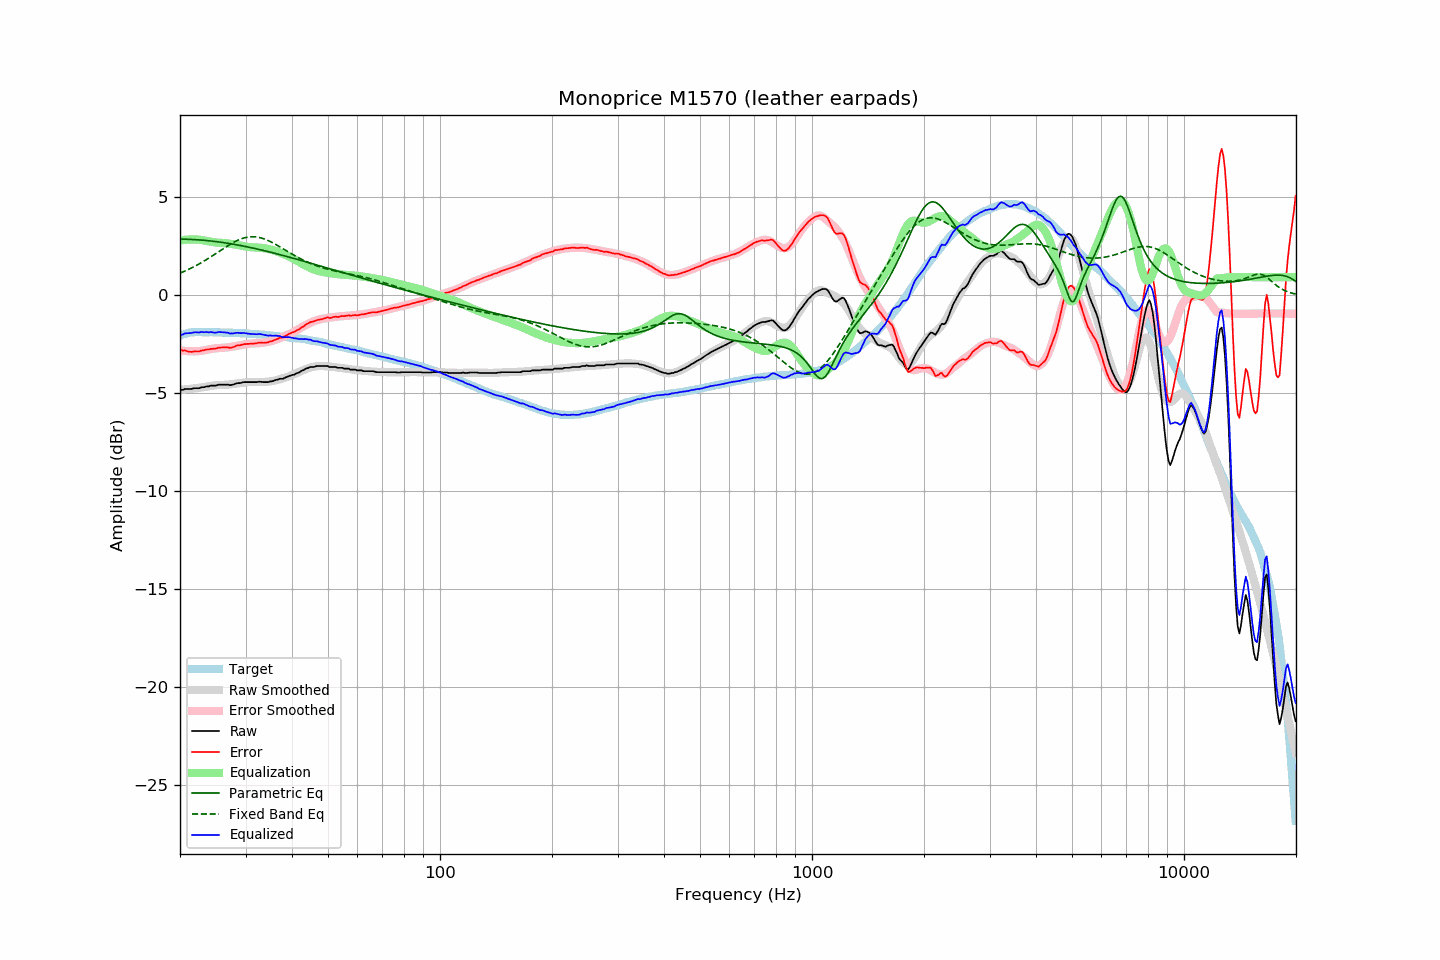 Monoprice M1570 (leather earpads)
Amplitude (dBr)
5
0
−5
−10
−15
−20
−25
Target
Raw Smoothed
Error Smoothed
Raw
Error
Equalization
Parametric Eq
Fixed Band Eq
Equalized
100
1000
10000
Frequency (Hz)